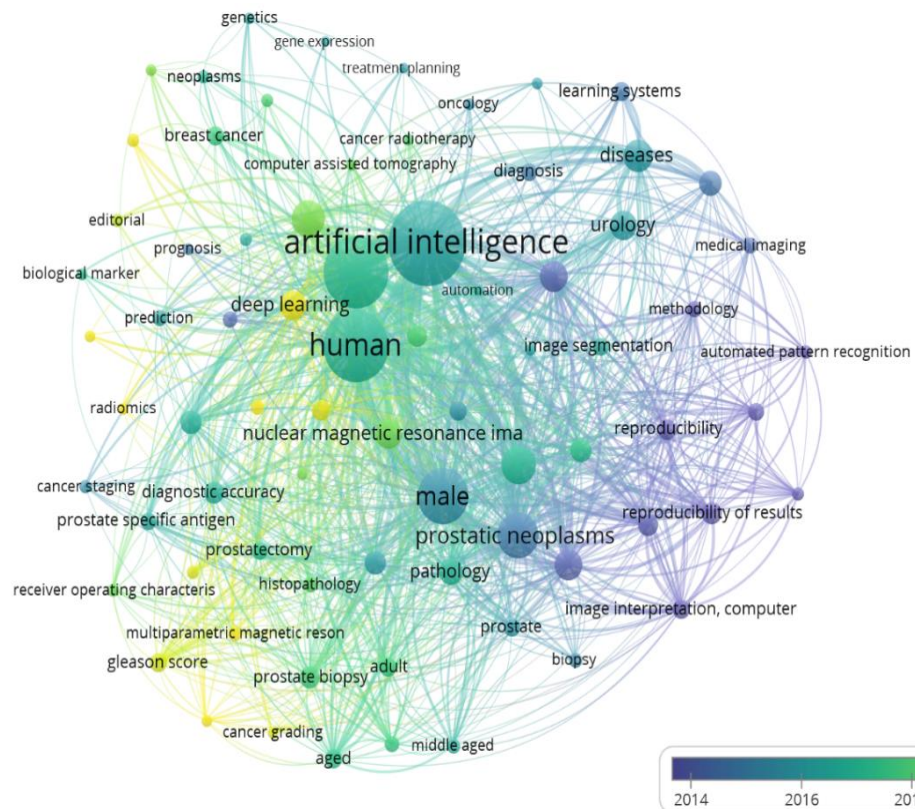 genetics
gene expression
treatment planning
neoplasms
oncology
learning systems
breast cancer
cancer radiotherapy
computer assisted tomography
diagnosis
diseases
editorial
artificial intelligence
urology
prognosis
medical imaging
biological marker
automation
deep learning
methodology
prediction
human
image segmentation
automated pattern recognition
radiomics
nuclear magnetic resonance ima
reproducibility
cancer staging
diagnostic accuracy
male
prostate specific antigen
reproducibility of results
prostatic neoplasms
prostatectomy
pathology
histopathology
receiver operating characteris
image interpretation, computer
multiparametric magnetic reson
prostate
gleason score
biopsy
prostate biopsy
adult
cancer grading
middle aged
aged
2014
2016